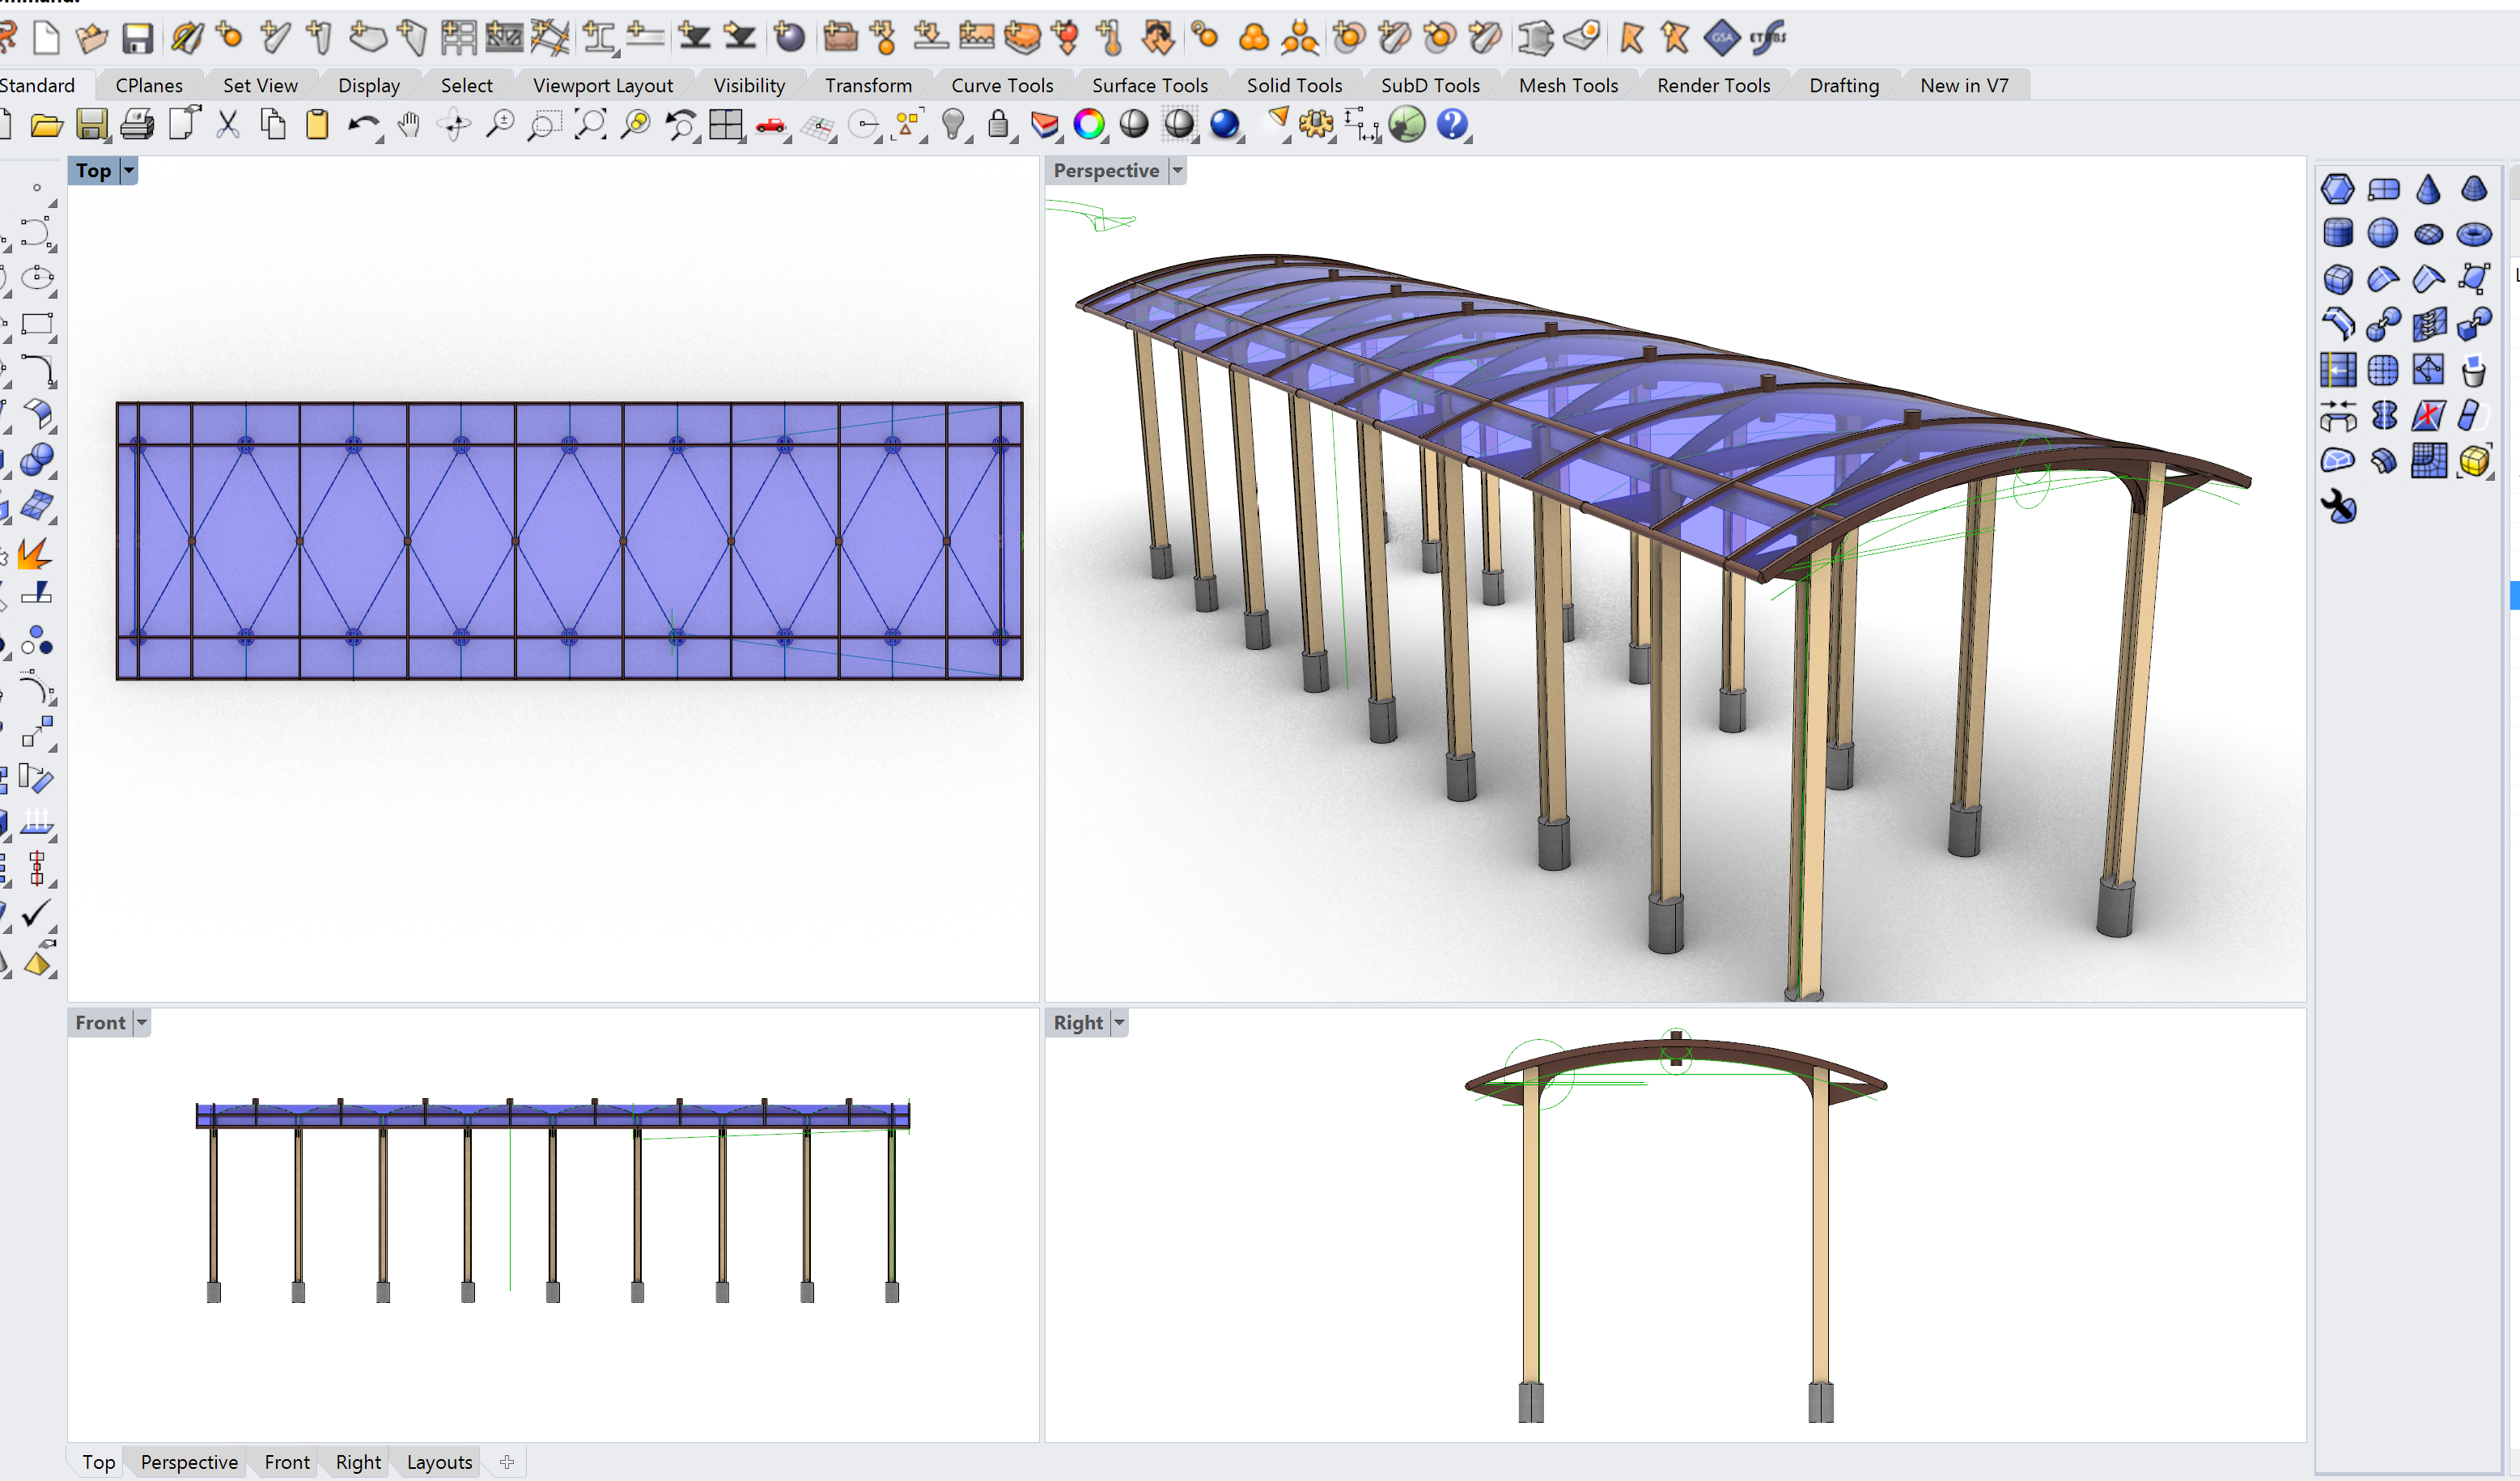 Standard CPlanes Set View Display Select Viewport Layout Visibility Transform Curve Tools Surface Tools Solid Tools SubD Tools Mesh Tools Render Tools Drafting New in V7
Top
Perspective
Front
Right
Top Perspective Front Right Layouts